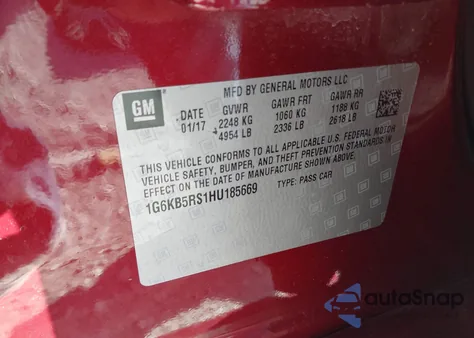 MFD BY GENERAL MOTORS LLC
GM
DATE GVWR GAWR FRT GAWR RR
01/17 2248 KG 1060 KG 1188 KG
4954 LB 2336 LB 2618 LB
THIS VEHICLE CONFORMS TO ALL APPLICABLE U.S. FEDERAL MOTOR
VEHICLE SAFETY, BUMPER, AND THEFT PREVENTION STANDARDS IN
EFFECT ON THE DATE OF MANUFACTURE SHOWN ABOVE.
1G6KB5RS1HU185669 TYPE: PASS CAR
autoSnap